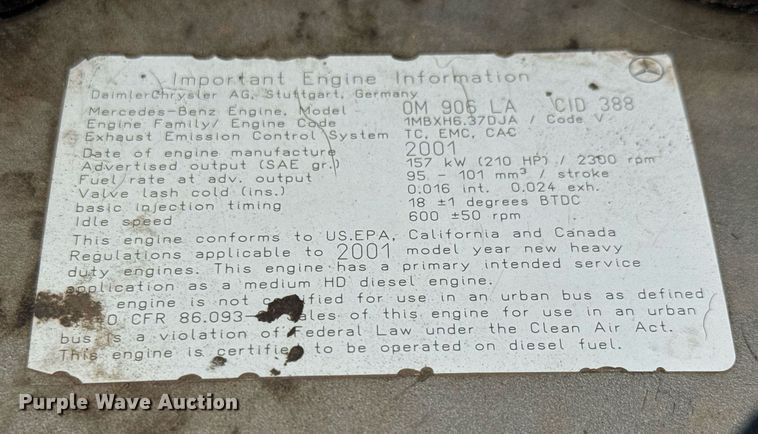 Important Engine Information
DaimlerChrysler AG, Stuttgart, Germany
Mercedes-Benz Engine, Model OM 906 LA CID 388
Engine Family/ Engine Code 1MBXH6.37DJA / Code V
Exhaust Emission Control System TC, EMC, CAC
Date of engine manufacture 2001
Advertised output (SAE gr.) 157 kW (210 HP) / 2300 rpm
Fuel rate at adv. output 95 - 101 mm³ / stroke
Valve lash cold (ins.) 0.016 int. 0.024 exh.
basic injection timing 18 ±1 degrees BTDC
Idle speed 600 ±50 rpm
This engine conforms to US.EPA, California and Canada
Regulations applicable to 2001 model year new heavy
duty engines. This engine has a primary intended service
application as a medium HD diesel engine.
engine is not certified for use in an urban bus as defined
CFR 86.093- sales of this engine for use in an urban
bus is a violation of Federal Law under the Clean Air Act.
This engine is certified to be operated on diesel fuel.
Purple Wave Auction